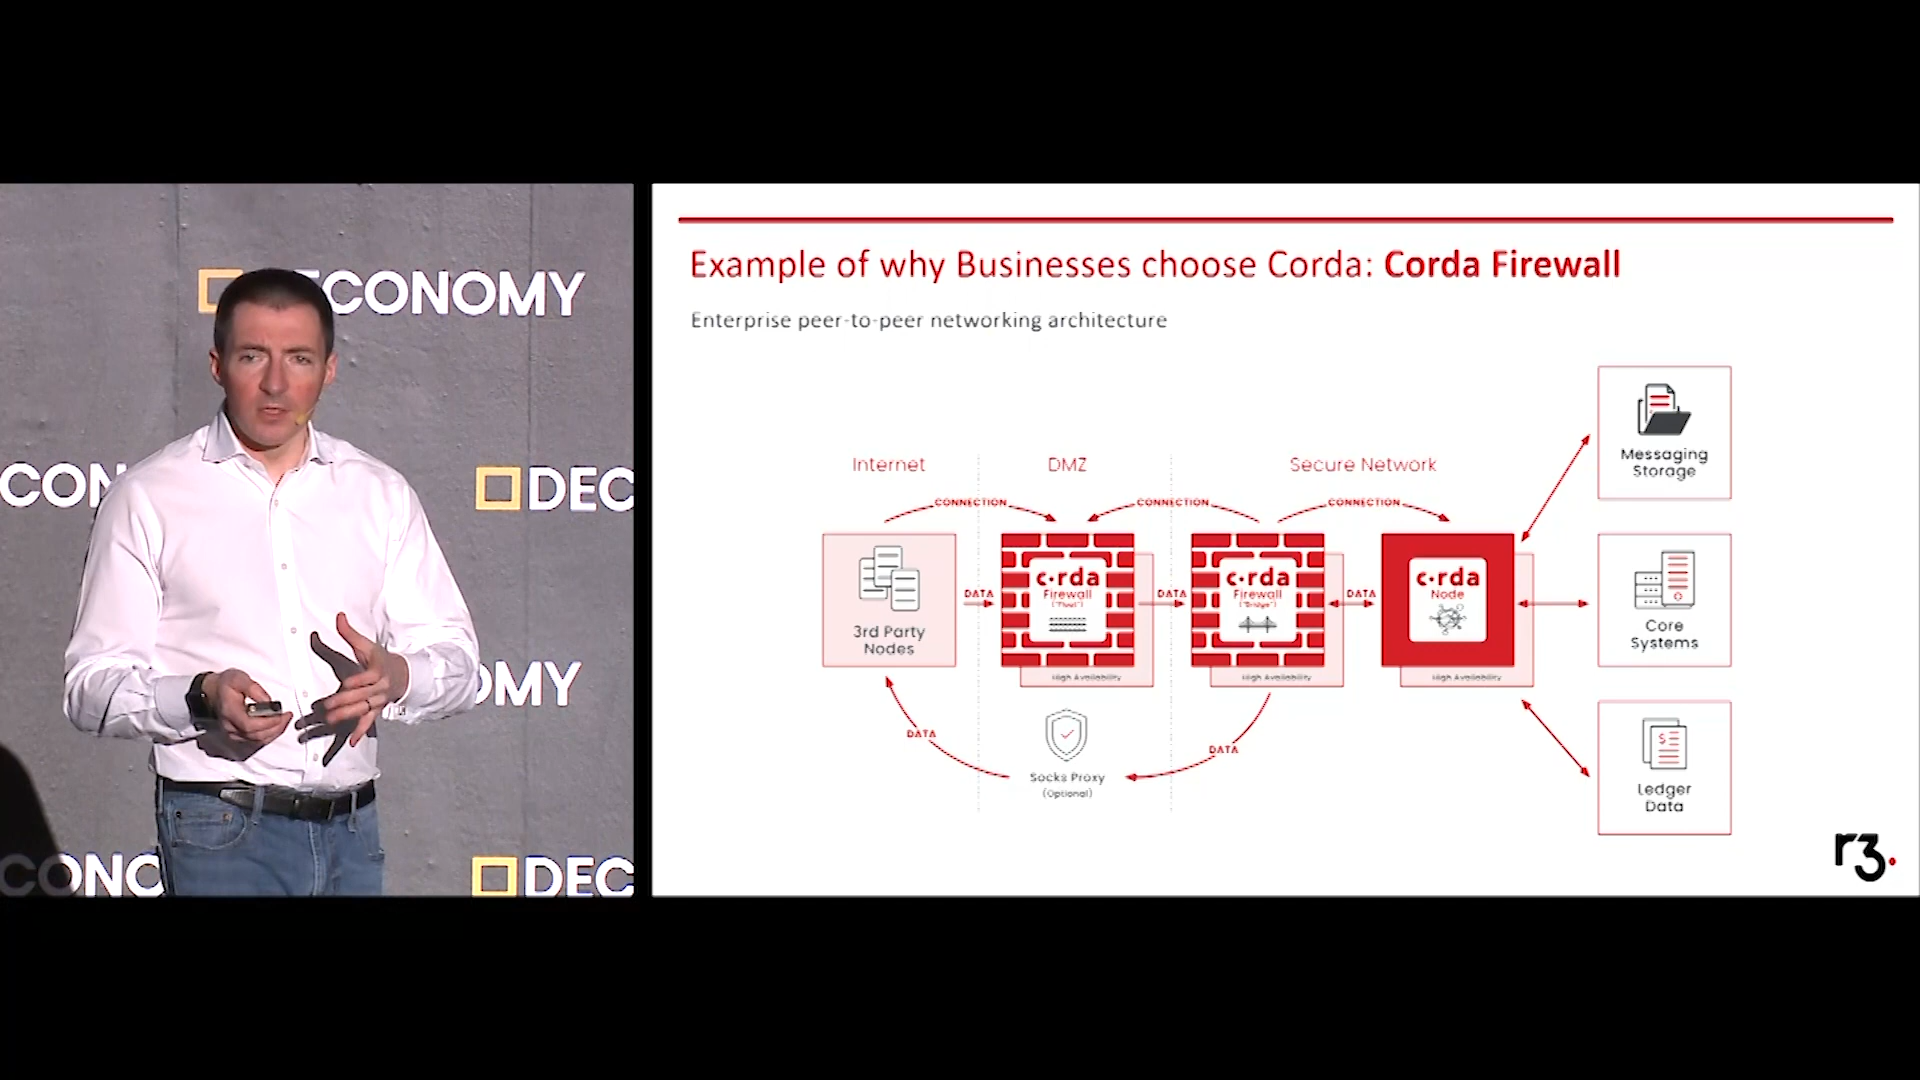 ECONOMY
CON
DEC
OMY
CONO
DEC
Example of why Businesses choose Corda: Corda Firewall
Enterprise peer-to-peer networking architecture
Internet
DMZ
Secure Network
CONNECTION
CONNECTION
CONNECTION
3rd Party
Nodes
DATA
c·rda
Firewall
("Float")
High Availability
DATA
c·rda
Firewall
("Bridge")
High Availability
DATA
c·rda
Node
High Availability
Messaging
Storage
Core
Systems
Ledger
Data
DATA
Socks Proxy
(Optional)
DATA
r3.